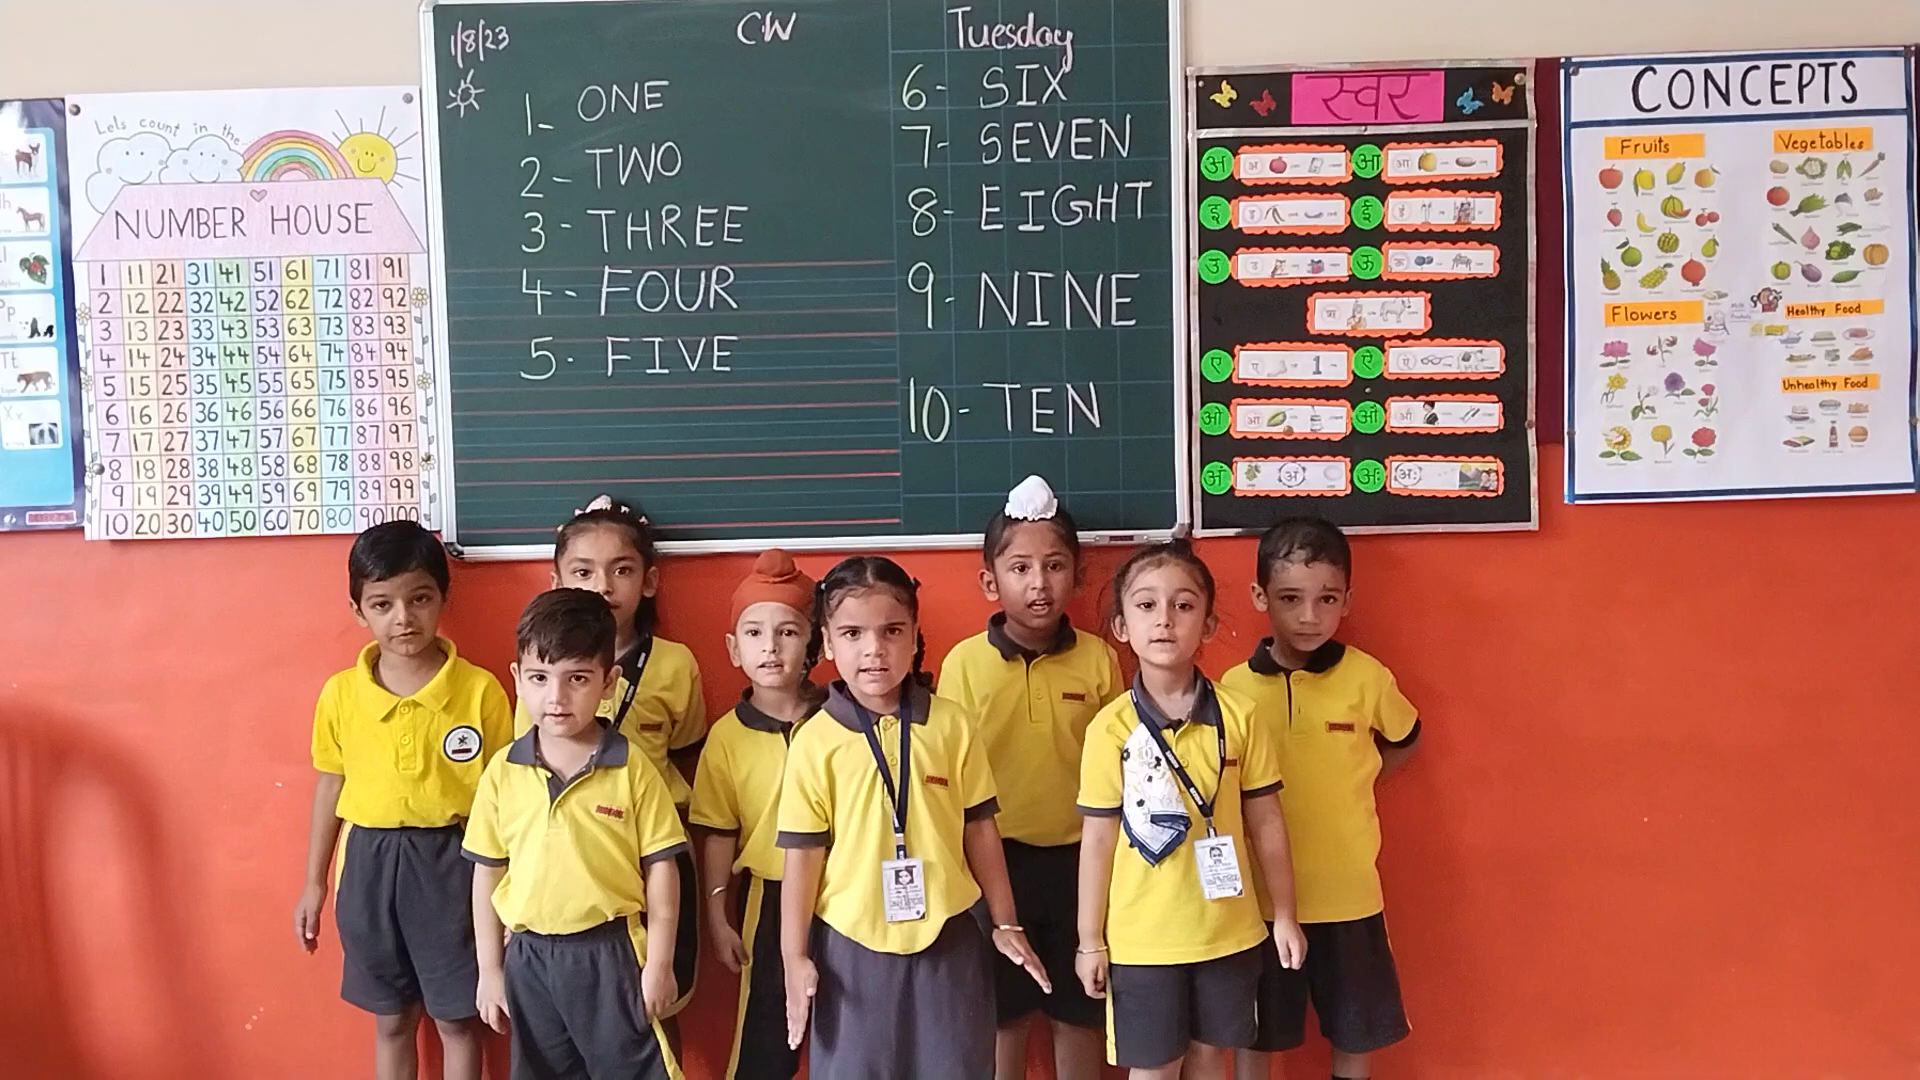 1/8/23
CW
Tuesday
1- ONE
2- TWO
3- THREE
4- FOUR
5- FIVE
6- SIX
7- SEVEN
8- EIGHT
9- NINE
10- TEN
Lets count in the...
NUMBER HOUSE
1 11 21 31 41 51 61 71 81 91
2 12 22 32 42 52 62 72 82 92
3 13 23 33 43 53 63 73 83 93
4 14 24 34 44 54 64 74 84 94
5 15 25 35 45 55 65 75 85 95
6 16 26 36 46 56 66 76 86 96
7 17 27 37 47 57 67 77 87 97
8 18 28 38 48 58 68 78 88 98
9 19 29 39 49 59 69 79 89 99
10 20 30 40 50 60 70 80 90 100
स्वर
अ आ
इ ई
उ ऊ
ए ऐ
ओ औ
अं अः
CONCEPTS
Fruits
Vegetables
Flowers
Healthy Food
Unhealthy Food
Tt
Xx